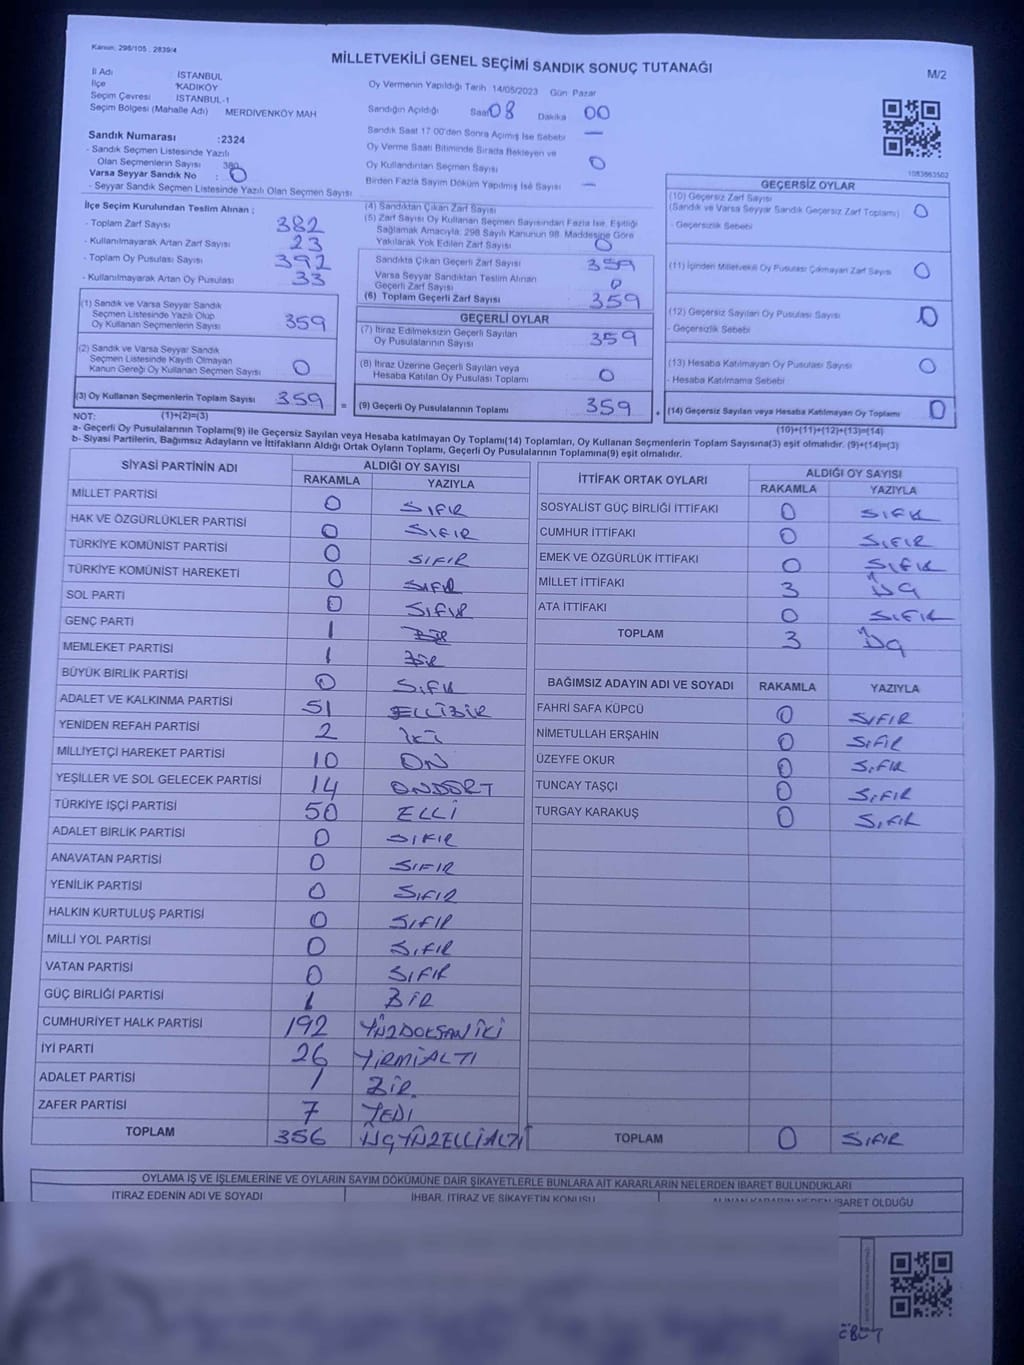 Kanun: 298/105 : 2839/4
MİLLETVEKİLİ GENEL SEÇİMİ SANDIK SONUÇ TUTANAĞI
M/2
İl Adı İSTANBUL
İlçe KADIKÖY
Seçim Çevresi İSTANBUL-1
Seçim Bölgesi (Mahalle Adı) MERDİVENKÖY MAH
Oy Vermenin Yapıldığı Tarih 14/05/2023 Gün Pazar
Sandığın Açıldığı Saat 08 Dakika 00
Sandık Saat 17 00'den Sonra Açımış İse Sebebi —
Oy Verme Saati Bitiminde Sırada Bekleyen ve
Oy Kullandırılan Seçmen Sayısı 0
Birden Fazla Sayım Döküm Yapılmış İse Sayısı —
Sandık Numarası :2324
- Sandık Seçmen Listesinde Yazılı
Olan Seçmenlerin Sayısı 380
Varsa Seyyar Sandık No : 0
- Seyyar Sandık Seçmen Listesinde Yazılı Olan Seçmen Sayısı
1083863502
İlçe Seçim Kurulundan Teslim Alınan ;
- Toplam Zarf Sayısı 382
- Kullanılmayarak Artan Zarf Sayısı 23
- Toplam Oy Pusulası Sayısı 392
- Kullanılmayarak Artan Oy Pusulası 33
(1) Sandık ve Varsa Seyyar Sandık
Seçmen Listesinde Yazılı Olup
Oy Kullanan Seçmenlerin Sayısı 359
(2) Sandık ve Varsa Seyyar Sandık
Seçmen Listesinde Kayıtlı Olmayan
Kanun Gereği Oy Kullanan Seçmen Sayısı 0
(3) Oy Kullanan Seçmenlerin Toplam Sayısı 359 =
(4) Sandıktan Çıkan Zarf Sayısı
(5) Zarf Sayısı Oy Kullanan Seçmen Sayısından Fazla İse, Eşitliği
Sağlamak Amacıyla: 298 Sayılı Kanunun 98. Maddesine Göre
Yakılarak Yok Edilen Zarf Sayısı 0
Sandıkta Çıkan Geçerli Zarf Sayısı 359
Varsa Seyyar Sandıktan Teslim Alınan
Geçerli Zarf Sayısı 0
(6) Toplam Geçerli Zarf Sayısı 359
GEÇERLİ OYLAR
(7) İtiraz Edilmeksizin Geçerli Sayılan
Oy Pusulalarının Sayısı 359
(8) İtiraz Üzerine Geçerli Sayılan veya
Hesaba Katılan Oy Pusulası Toplamı 0
(9) Geçerli Oy Pusulalarının Toplamı 359 +
GEÇERSİZ OYLAR
(10) Geçersiz Zarf Sayısı
(Sandık ve Varsa Seyyar Sandık Geçersiz Zarf Toplamı) 0
- Geçersizlik Sebebi
(11) İçinden Milletvekili Oy Pusulası Çıkmayan Zarf Sayısı 0
(12) Geçersiz Sayılan Oy Pusulası Sayısı 0
- Geçersizlik Sebebi
(13) Hesaba Katılmayan Oy Pusulası Sayısı 0
- Hesaba Katılmama Sebebi
(14) Geçersiz Sayılan veya Hesaba Katılmayan Oy Toplamı 0
NOT: (1)+(2)=(3)
(10)+(11)+(12)+(13)=(14)
a- Geçerli Oy Pusulalarının Toplamı(9) ile Geçersiz Sayılan veya Hesaba katılmayan Oy Toplamı(14) Toplamları, Oy Kullanan Seçmenlerin Toplam Sayısına(3) eşit olmalıdır. (9)+(14)=(3)
b- Siyasi Partilerin, Bağımsız Adayların ve İttifakların Aldığı Ortak Oyların Toplamı, Geçerli Oy Pusulalarının Toplamına(9) eşit olmalıdır.
SİYASİ PARTİNİN ADI ALDIĞI OY SAYISI
RAKAMLA YAZIYLA
MİLLET PARTİSİ 0 SIFIR
HAK VE ÖZGÜRLÜKLER PARTİSİ 0 SIFIR
TÜRKİYE KOMÜNİST PARTİSİ 0 SIFIR
TÜRKİYE KOMÜNİST HAREKETİ 0 SIFIR
SOL PARTİ 0 SIFIR
GENÇ PARTİ 1 BİR
MEMLEKET PARTİSİ 1 BİR
BÜYÜK BİRLİK PARTİSİ 0 SIFIR
ADALET VE KALKINMA PARTİSİ 51 ELLİBİR
YENİDEN REFAH PARTİSİ 2 İKİ
MİLLİYETÇİ HAREKET PARTİSİ 10 ON
YEŞİLLER VE SOL GELECEK PARTİSİ 14 ONDÖRT
TÜRKİYE İŞÇİ PARTİSİ 50 ELLİ
ADALET BİRLİK PARTİSİ 0 SIFIR
ANAVATAN PARTİSİ 0 SIFIR
YENİLİK PARTİSİ 0 SIFIR
HALKIN KURTULUŞ PARTİSİ 0 SIFIR
MİLLİ YOL PARTİSİ 0 SIFIR
VATAN PARTİSİ 0 SIFIR
GÜÇ BİRLİĞİ PARTİSİ 1 BİR
CUMHURİYET HALK PARTİSİ 192 YÜZDOKSANİKİ
İYİ PARTİ 26 YİRMİALTI
ADALET PARTİSİ 1 BİR
ZAFER PARTİSİ 7 YEDİ
TOPLAM 356 ÜÇYÜZELLİALTI
İTTİFAK ORTAK OYLARI ALDIĞI OY SAYISI
RAKAMLA YAZIYLA
SOSYALİST GÜÇ BİRLİĞİ İTTİFAKI 0 SIFIR
CUMHUR İTTİFAKI 0 SIFIR
EMEK VE ÖZGÜRLÜK İTTİFAKI 0 SIFIR
MİLLET İTTİFAKI 3 ÜÇ
ATA İTTİFAKI 0 SIFIR
TOPLAM 3 ÜÇ
BAĞIMSIZ ADAYIN ADI VE SOYADI RAKAMLA YAZIYLA
FAHRİ SAFA KÜPCÜ 0 SIFIR
NİMETULLAH ERŞAHİN 0 SIFIR
ÜZEYFE OKUR 0 SIFIR
TUNCAY TAŞÇI 0 SIFIR
TURGAY KARAKUŞ 0 SIFIR
TOPLAM 0 SIFIR
OYLAMA İŞ VE İŞLEMLERİNE VE OYLARIN SAYIM DÖKÜMÜNE DAİR ŞİKAYETLERLE BUNLARA AİT KARARLARIN NELERDEN İBARET BULUNDUKLARI
İTİRAZ EDENİN ADI VE SOYADI İHBAR, İTİRAZ VE ŞİKAYETİN KONUSU ALINAN KARARIN NEDEN İBARET OLDUĞU